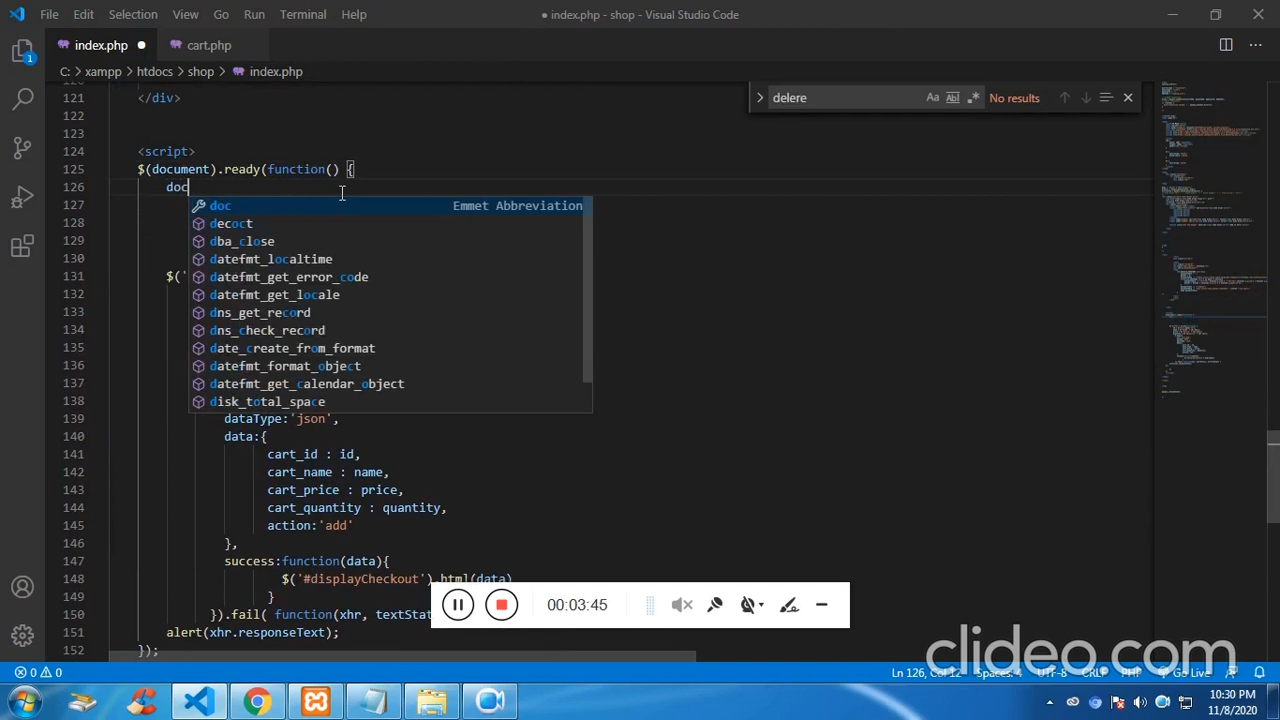 File Edit Selection View Go Run Terminal Help
● index.php - shop - Visual Studio Code
index.php ● cart.php
C: > xampp > htdocs > shop > index.php
delere
No results
121 </div>
122
123
124 <script>
125 $(document).ready(function() {
126 doc
127 doc Emmet Abbreviation
128 decoct
129 dba_close
130 datefmt_localtime
131 $(' datefmt_get_error_code
132 datefmt_get_locale
133 dns_get_record
134 dns_check_record
135 date_create_from_format
136 datefmt_format_object
137 datefmt_get_calendar_object
138 disk_total_space
139 dataType:'json',
140 data:{
141 cart_id : id,
142 cart_name : name,
143 cart_price : price,
144 cart_quantity : quantity,
145 action:'add'
146 },
147 success:function(data){
148 $('#displayCheckout').html(data)
149 }
150 }).fail( function(xhr, textStat
151 alert(xhr.responseText);
152 });
00:03:45
clideo.com
0 0
Ln 126, Col 12 Spaces: 4 UTF-8 CRLF PHP Go Live
10:30 PM
11/8/2020